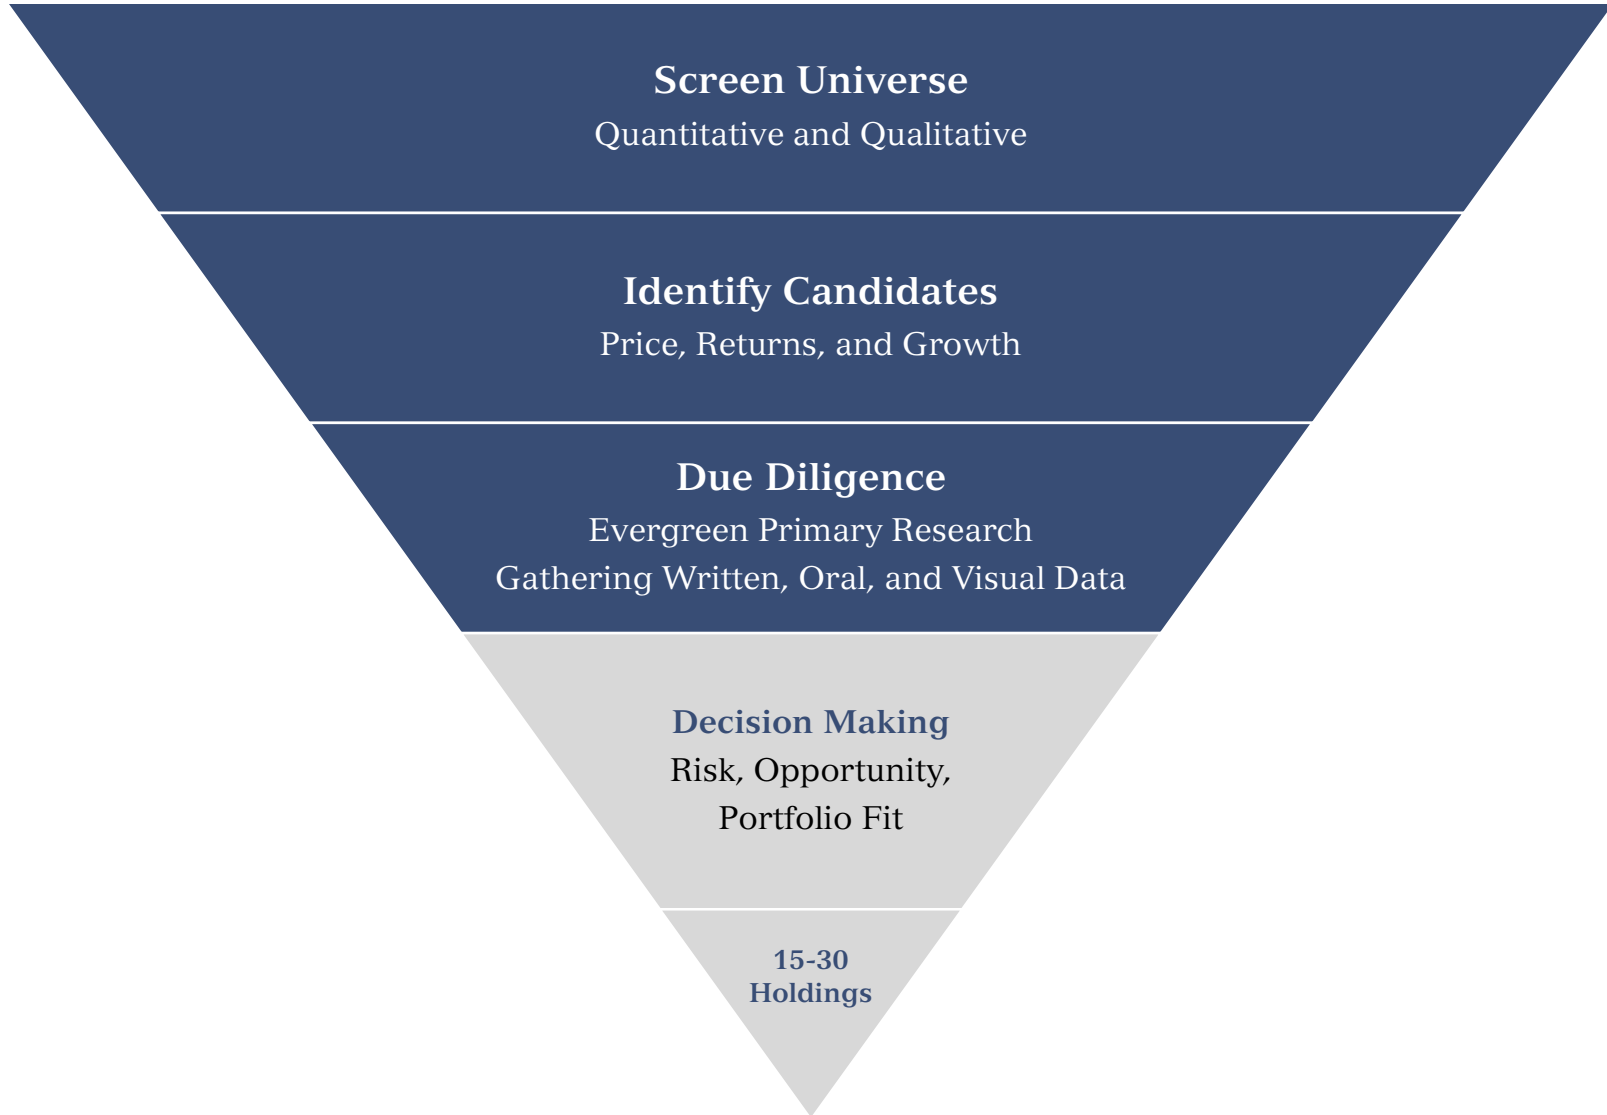 Screen Universe
Quantitative and Qualitative
Identify Candidates
Price, Returns, and Growth
Due Diligence
Evergreen Primary Research
Gathering Written, Oral, and Visual Data
Decision Making
Risk, Opportunity,
Portfolio Fit
15-30
Holdings